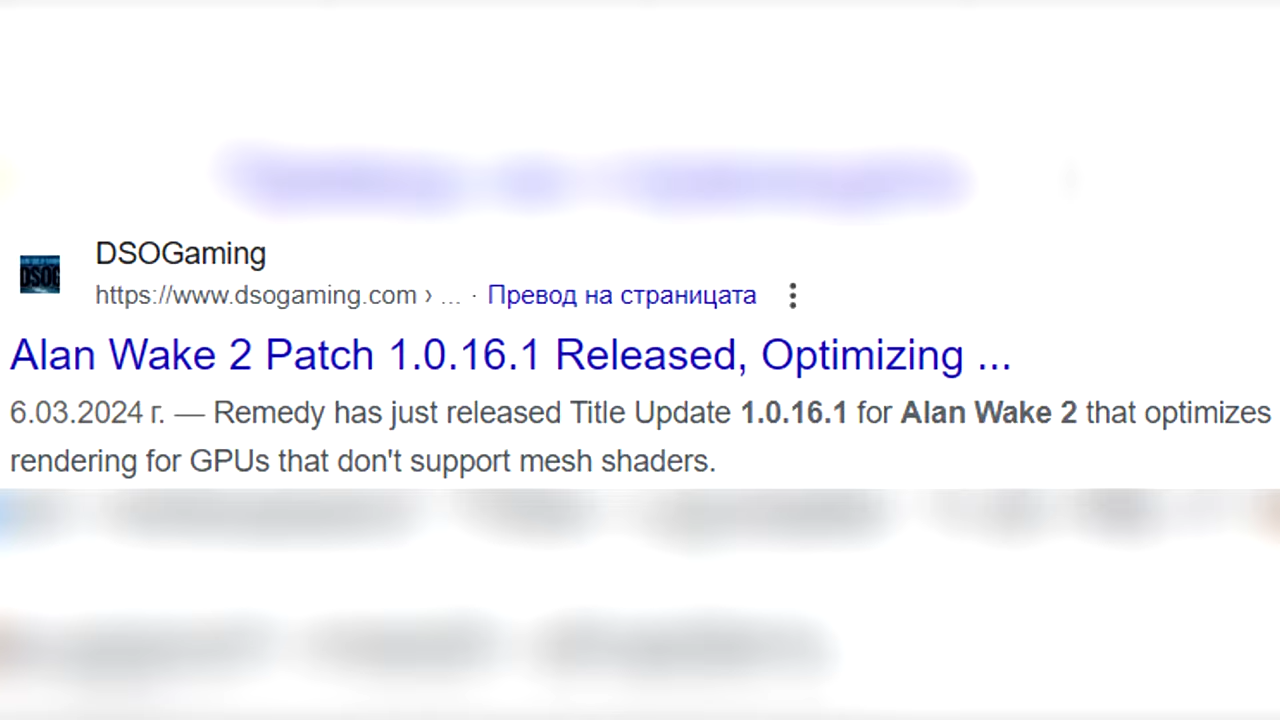 DSOG
DSOGaming
https://www.dsogaming.com › ... · Превод на страницата
Alan Wake 2 Patch 1.0.16.1 Released, Optimizing ...
6.03.2024 г. — Remedy has just released Title Update 1.0.16.1 for Alan Wake 2 that optimizes
rendering for GPUs that don't support mesh shaders.